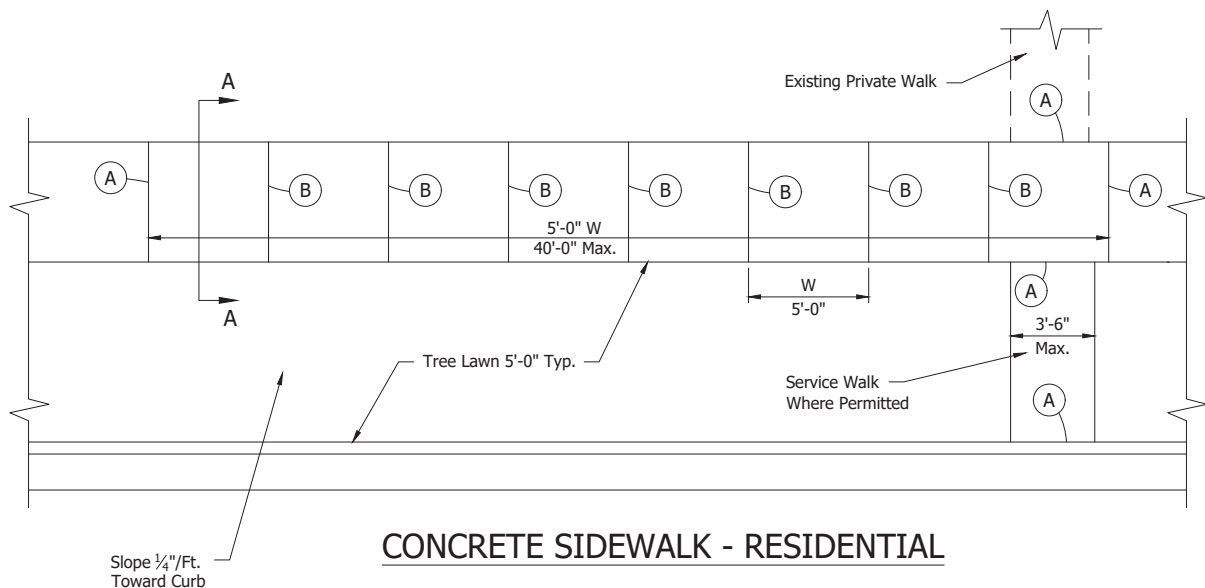 A
Existing Private Walk
A
A
B
B
B
B
B
B
B
A
5'-0" W
40'-0" Max.
W
5'-0"
A
A
3'-6"
Max.
Tree Lawn 5'-0" Typ.
Service Walk
Where Permitted
A
CONCRETE SIDEWALK - RESIDENTIAL
Slope ¼"/Ft.
Toward Curb